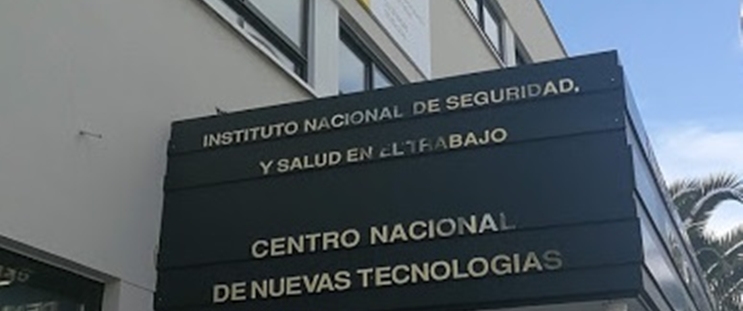 INSTITUTO NACIONAL DE SEGURIDAD,
Y SALUD EN EL TRABAJO
CENTRO NACIONAL
DE NUEVAS TECNOLOGIAS